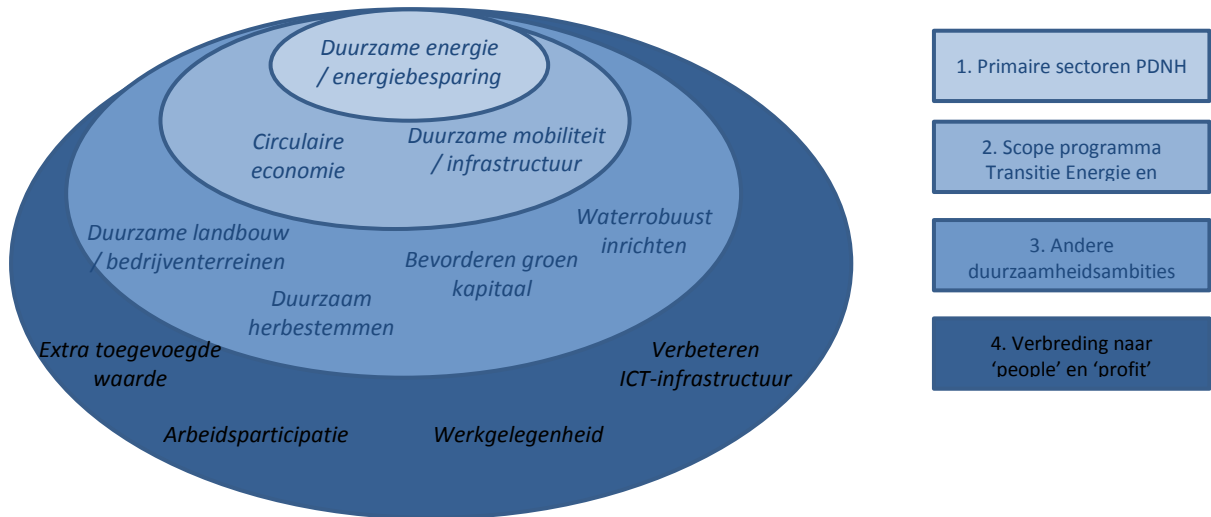 Duurzame energie
/ energiebesparing
Circulaire
economie
Duurzame mobiliteit
/ infrastructuur
Duurzame landbouw
/ bedrijventerreinen
Waterrobuust
inrichten
Bevorderen groen
kapitaal
Duurzaam
herbestemmen
Extra toegevoegde
waarde
Verbeteren
ICT-infrastructuur
Arbeidsparticipatie
Werkgelegenheid
1. Primaire sectoren PDNH
2. Scope programma
Transitie Energie en
3. Andere
duurzaamheidsambities
4. Verbreding naar
‘people’ en ‘profit’